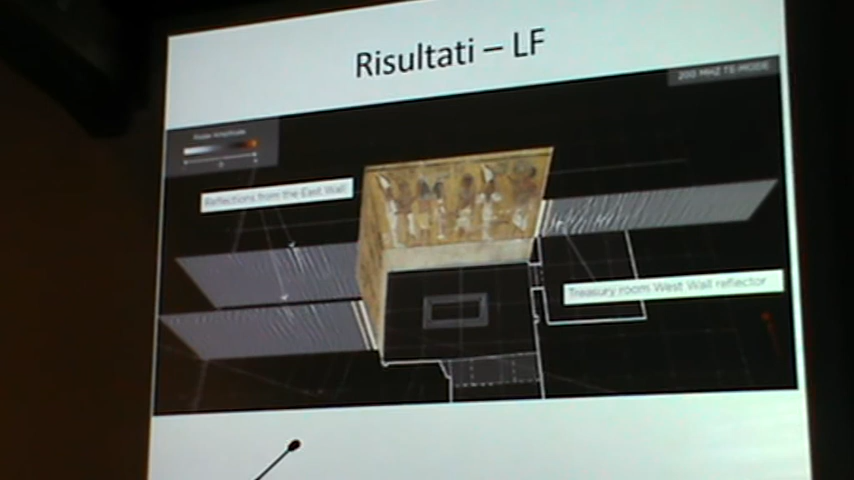 Risultati – LF
200 MHZ TE-MODE
Reflections from the East Wall
Treasury room West Wall reflector